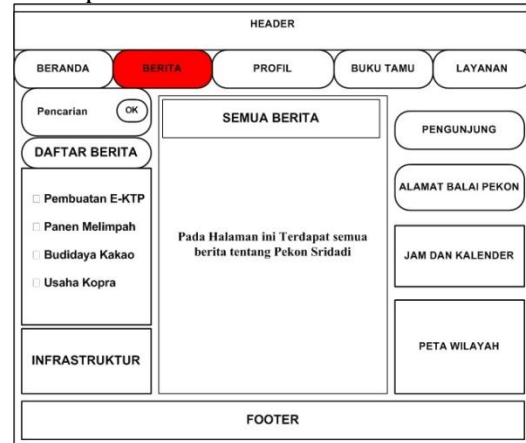 HEADER
BERANDA
BERITA
PROFIL
BUKU TAMU
LAYANAN
Pencarian
OK
DAFTAR BERITA
Pembuatan E-KTP
Panen Melimpah
Budidaya Kakao
Usaha Kopra
INFRASTRUKTUR
SEMUA BERITA
Pada Halaman ini Terdapat semua
berita tentang Pekon Sridadi
PENGUNJUNG
ALAMAT BALAI PEKON
JAM DAN KALENDER
PETA WILAYAH
FOOTER